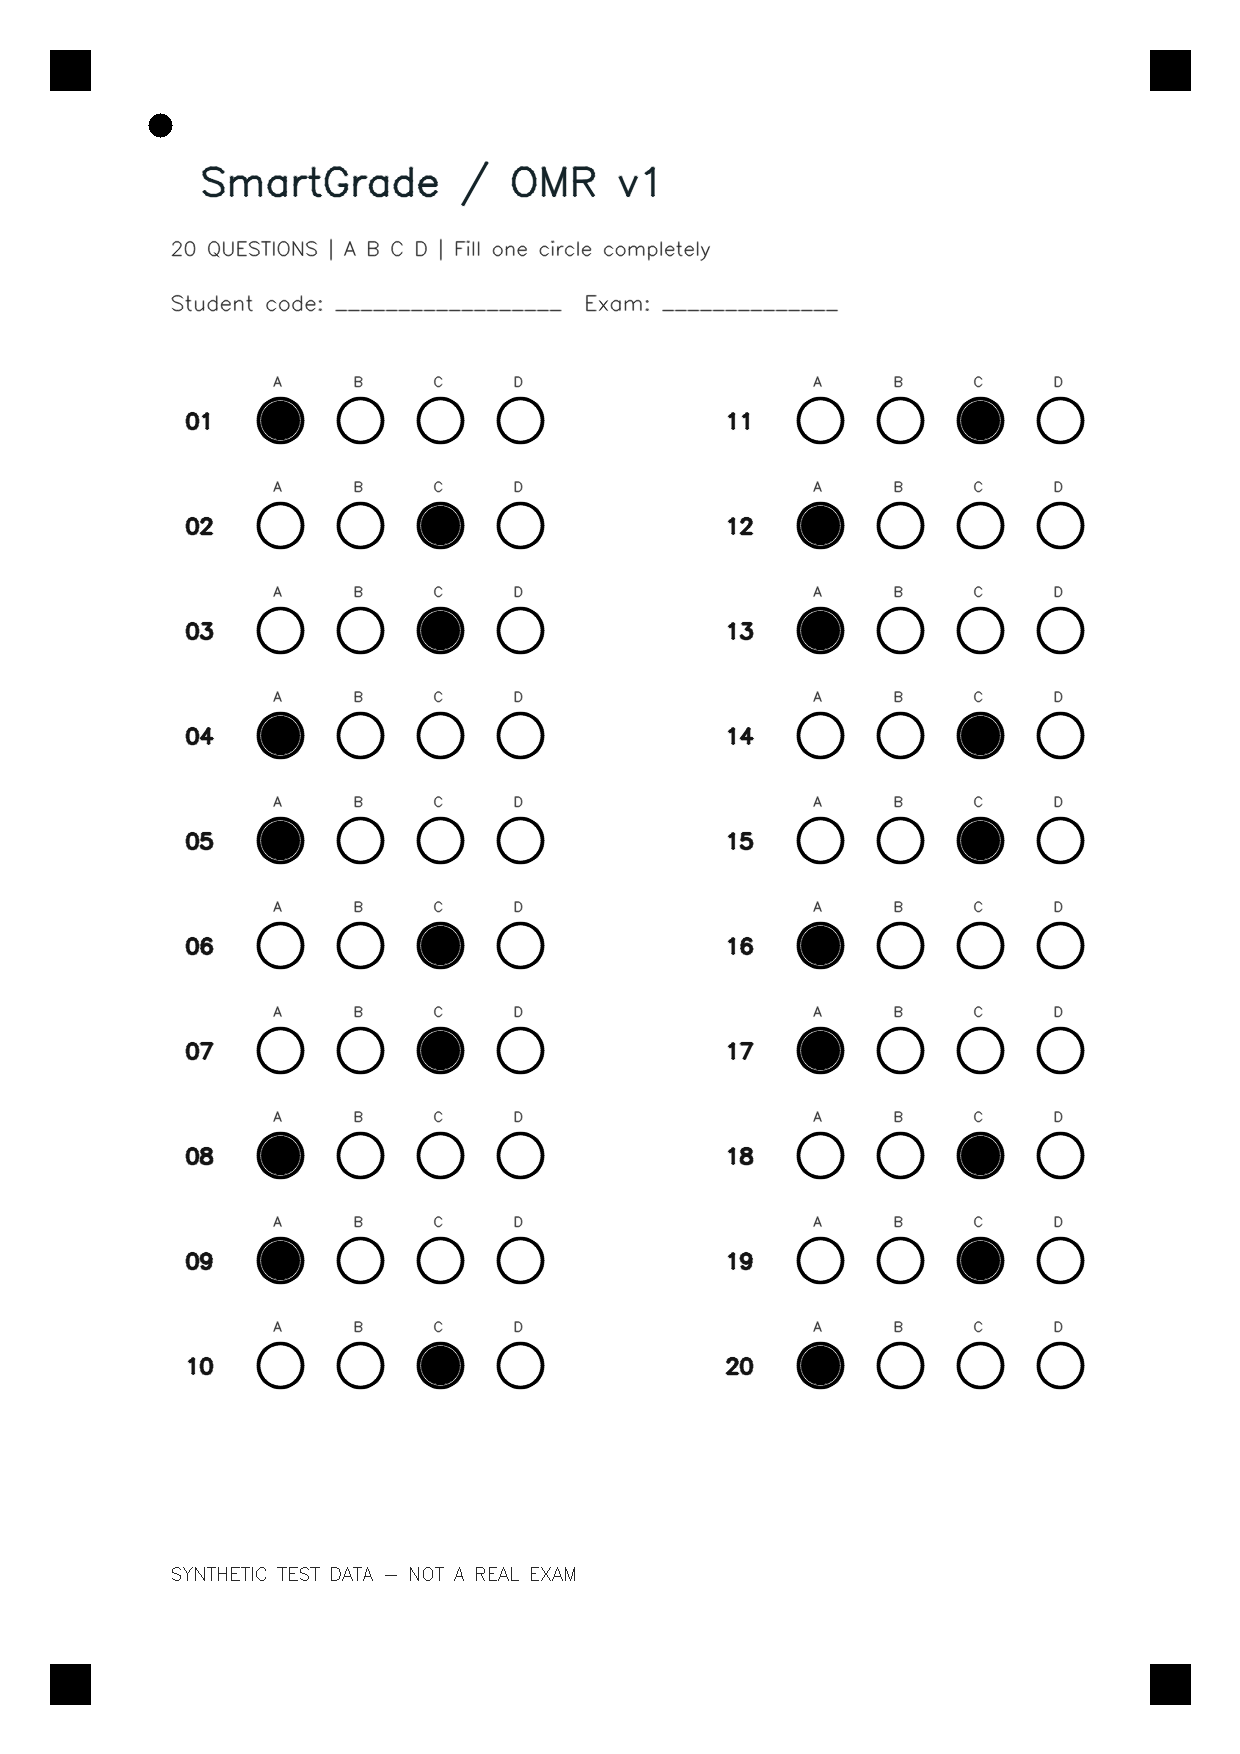 SmartGrade / OMR v1
20 QUESTIONS | A B C D | Fill one circle completely
Student code: __________________ Exam: ______________
A B C D
01
A B C D
02
A B C D
03
A B C D
04
A B C D
05
A B C D
06
A B C D
07
A B C D
08
A B C D
09
A B C D
10
A B C D
11
A B C D
12
A B C D
13
A B C D
14
A B C D
15
A B C D
16
A B C D
17
A B C D
18
A B C D
19
A B C D
20
SYNTHETIC TEST DATA — NOT A REAL EXAM